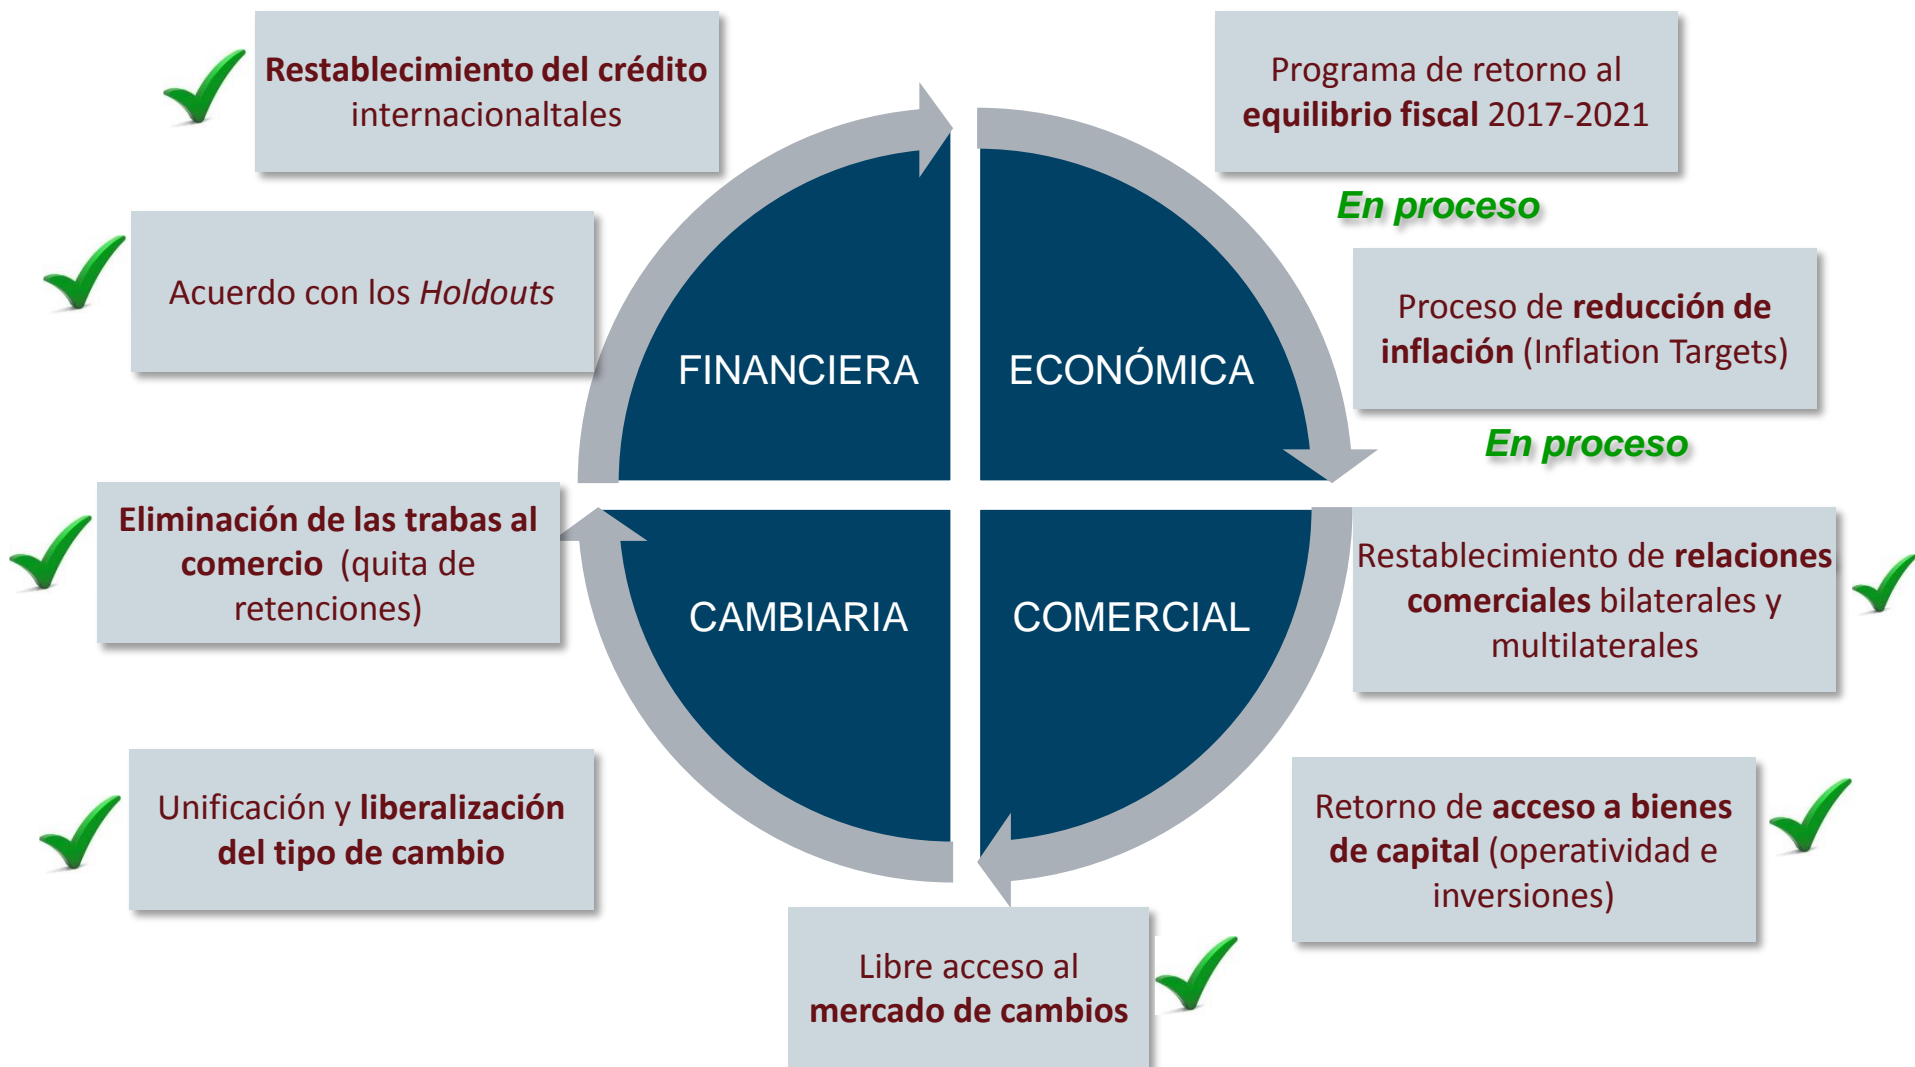 Restablecimiento del crédito
internacionaltales
Programa de retorno al
equilibrio fiscal 2017-2021
En proceso
Acuerdo con los Holdouts
Proceso de reducción de
inflación (Inflation Targets)
En proceso
FINANCIERA
ECONÓMICA
Eliminación de las trabas al
comercio (quita de
retenciones)
CAMBIARIA
COMERCIAL
Restablecimiento de relaciones
comerciales bilaterales y
multilaterales
Unificación y liberalización
del tipo de cambio
Retorno de acceso a bienes
de capital (operatividad e
inversiones)
Libre acceso al
mercado de cambios